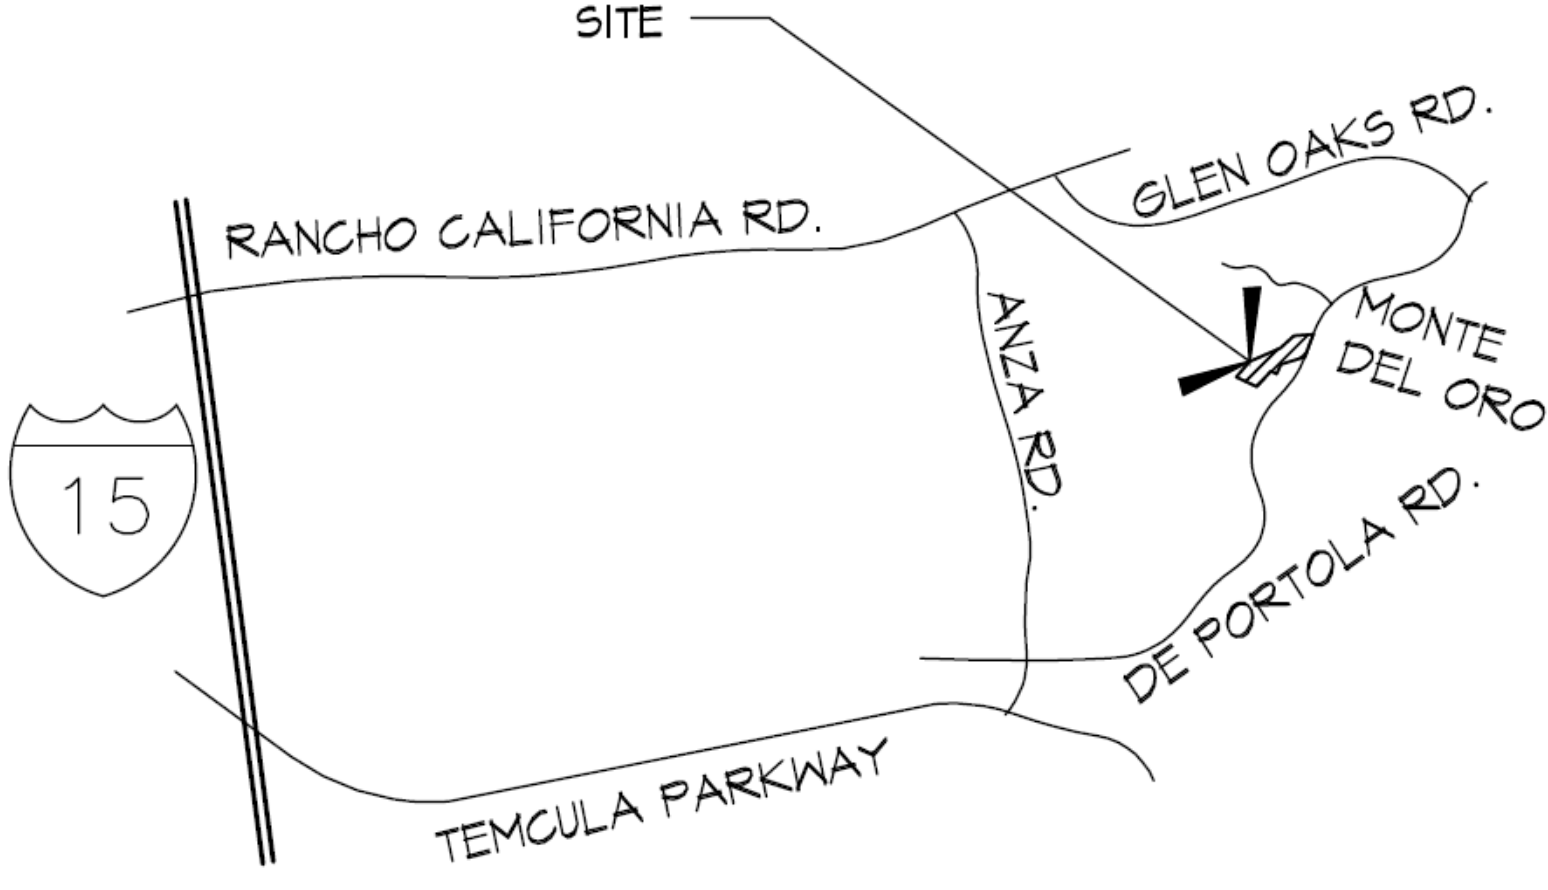 SITE
GLEN OAKS RD.
RANCHO CALIFORNIA RD.
ANZA RD.
MONTE
DEL ORO
15
DE PORTOLA RD.
TEMCULA PARKWAY